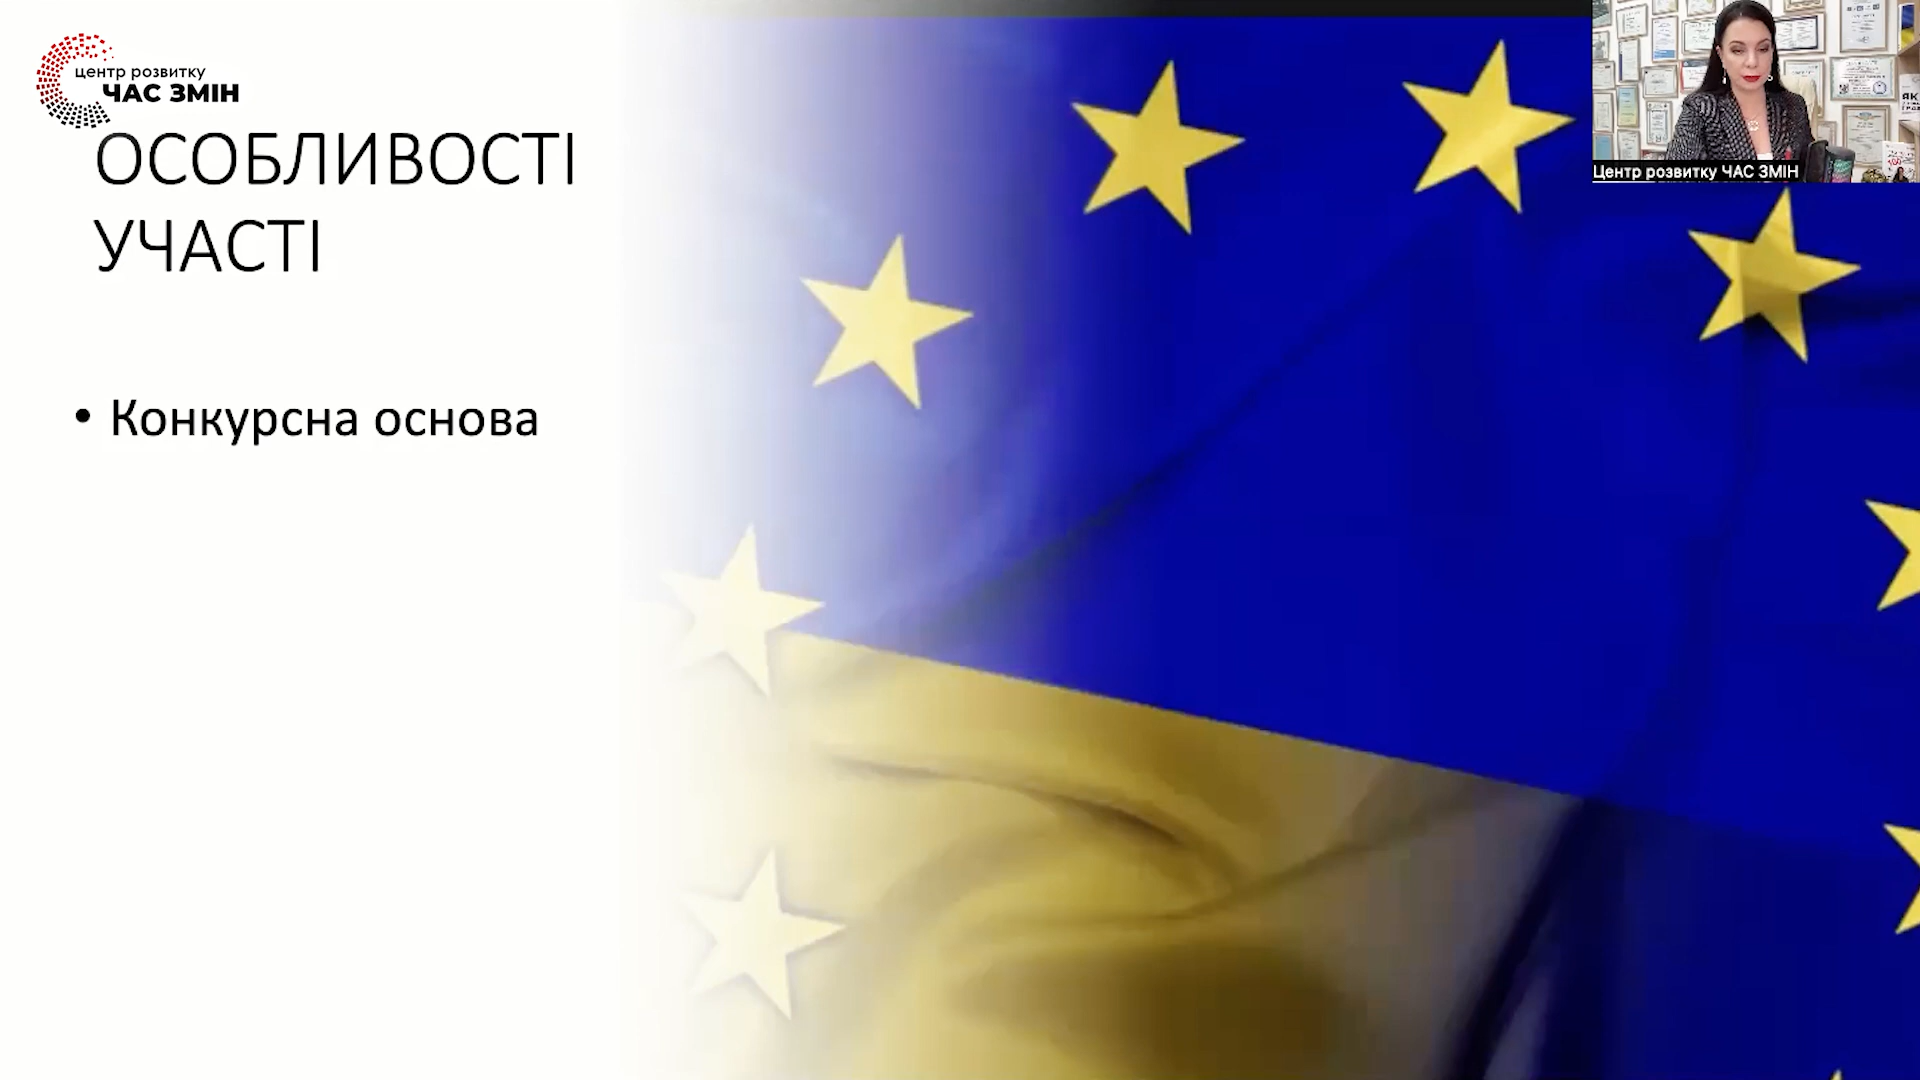 центр розвитку
ЧАС ЗМІН
ОСОБЛИВОСТІ
УЧАСТІ
• Конкурсна основа
Центр розвитку ЧАС ЗМІН